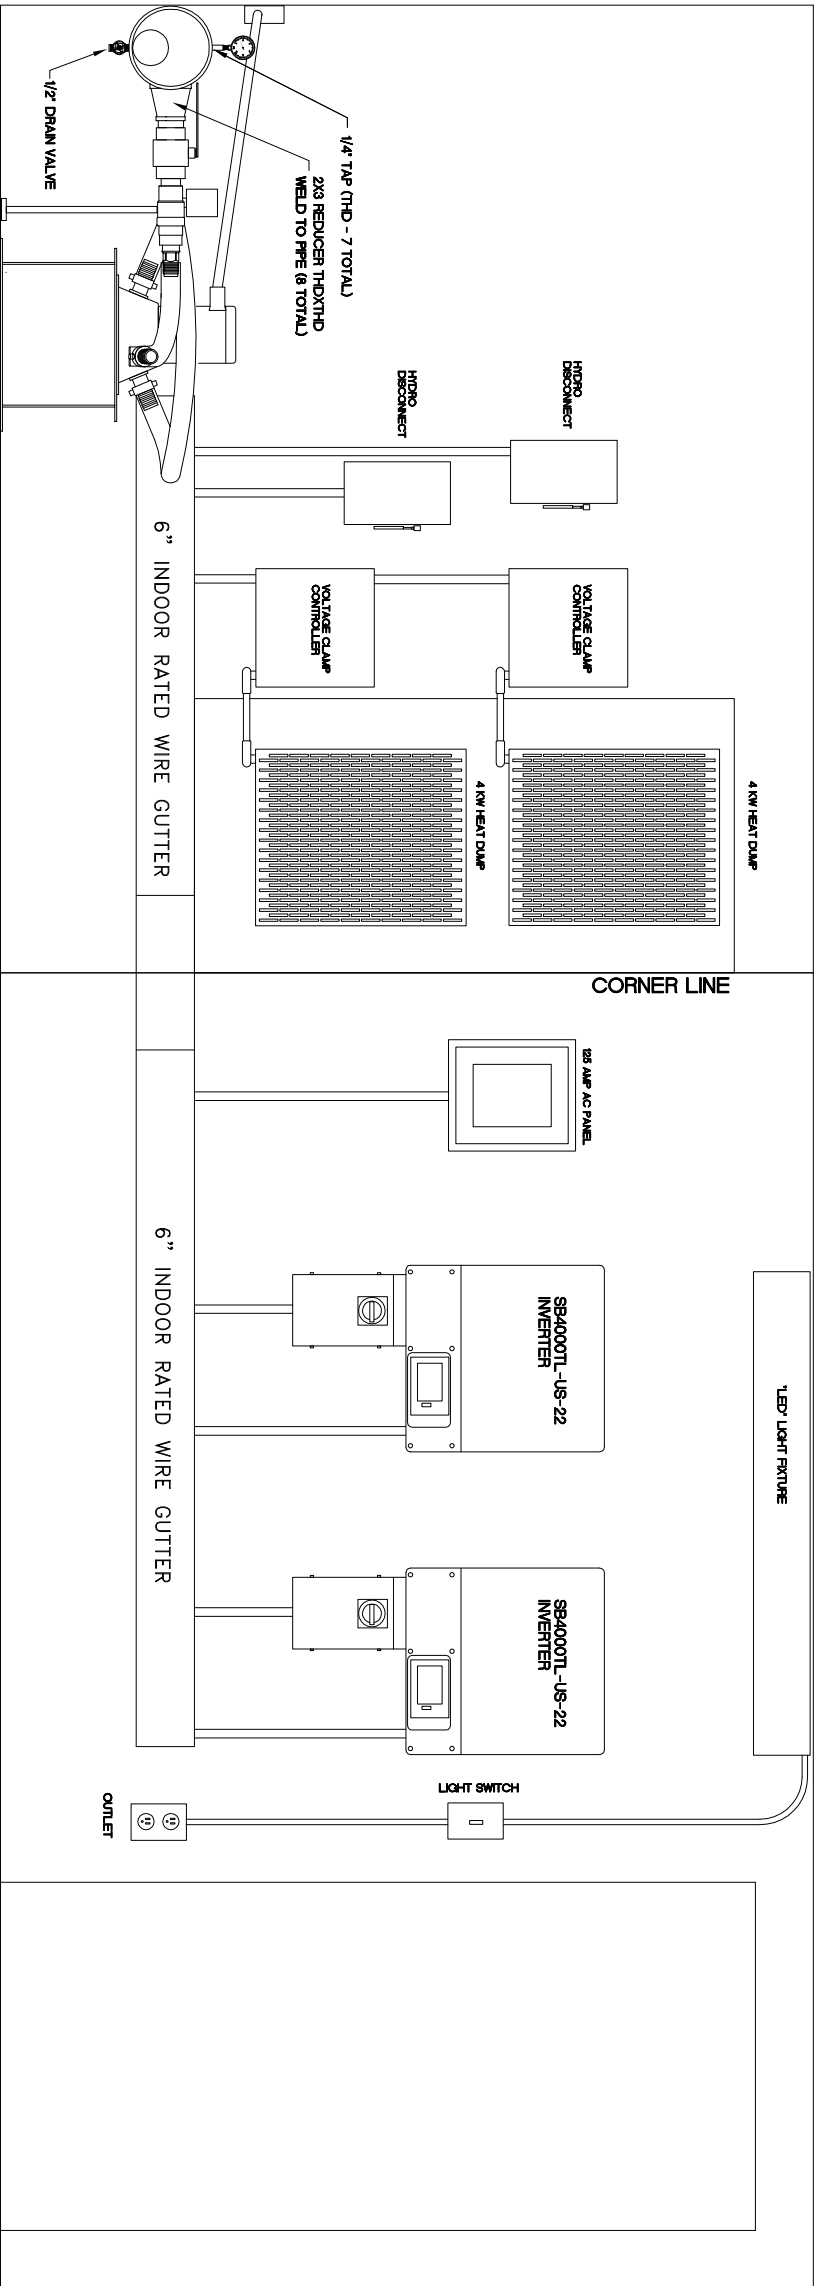 1/2" DRAIN VALVE
1/4" TAP (THD - 7 TOTAL)
2X3 REDUCER THDXTHD
WELD TO PIPE (8 TOTAL)
HYDRO
DISCONNECT
HYDRO
DISCONNECT
VOLTAGE CLAMP
CONTROLLER
VOLTAGE CLAMP
CONTROLLER
4 KW HEAT DUMP
4 KW HEAT DUMP
6" INDOOR RATED WIRE GUTTER
CORNER LINE
125 AMP AC PANEL
SB4000TL-US-22
INVERTER
SB4000TL-US-22
INVERTER
"LED" LIGHT FIXTURE
6" INDOOR RATED WIRE GUTTER
LIGHT SWITCH
OUTLET